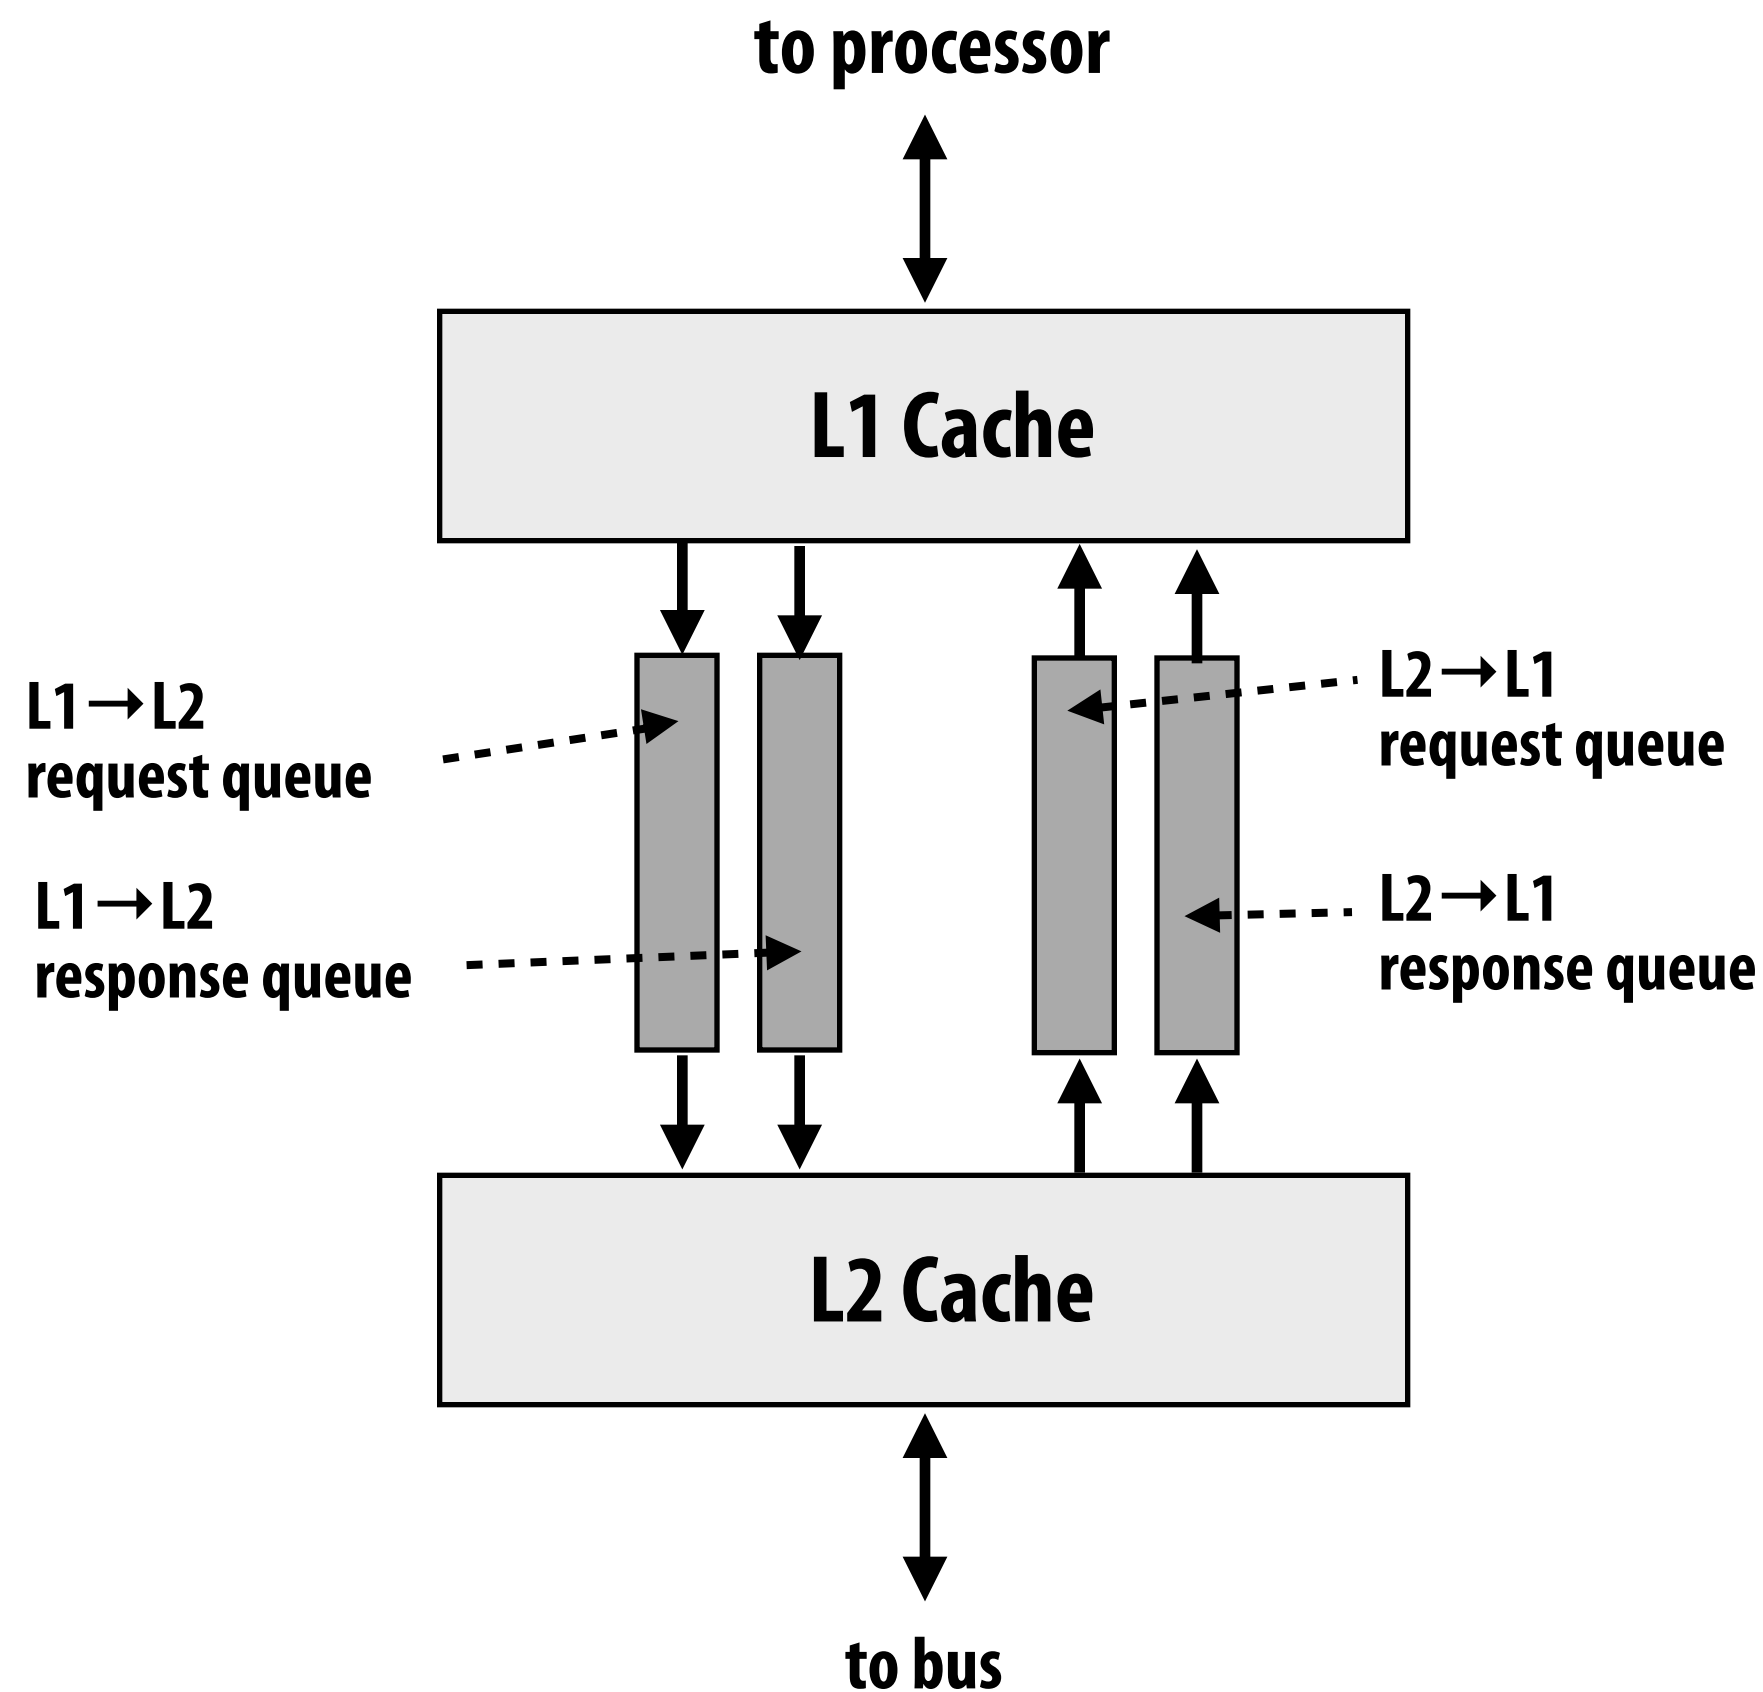 to processor
L1 Cache
L1→L2
request queue
L1→L2
response queue
L2→L1
request queue
L2→L1
response queue
L2 Cache
to bus